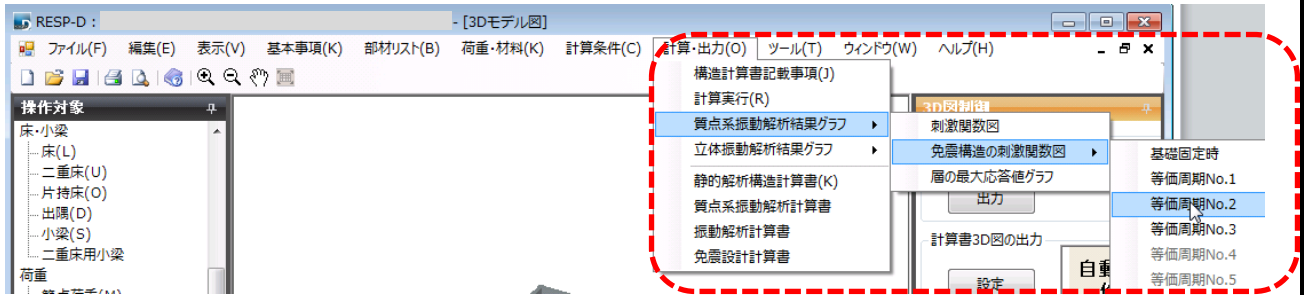 RESP-D : - [3Dモデル図]
ファイル(F) 編集(E) 表示(V) 基本事項(K) 部材リスト(B) 荷重・材料(K) 計算条件(C) 計算・出力(O) ツール(T) ウィンドウ(W) ヘルプ(H)
操作対象
床・小梁
床(L)
二重床(U)
片持床(O)
出隅(D)
小梁(S)
二重床用小梁
荷重
構造計算書記載事項(J)
計算実行(R)
質点系振動解析結果グラフ
立体振動解析結果グラフ
静的解析構造計算書(K)
質点系振動解析計算書
振動解析計算書
免震設計計算書
3D図制御
刺激関数図
免震構造の刺激関数図
層の最大応答値グラフ
基礎固定時
等価周期No.1
等価周期No.2
等価周期No.3
等価周期No.4
等価周期No.5
出力
計算書3D図の出力
設定